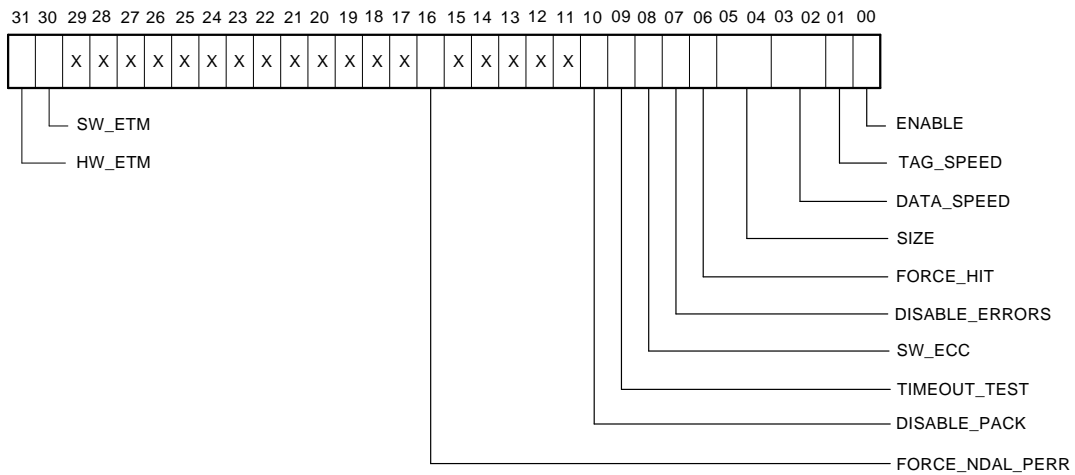 31 30 29 28 27 26 25 24 23 22 21 20 19 18 17 16 15 14 13 12 11 10 09 08 07 06 05 04 03 02 01 00
X X X X X X X X X X X X X X X X X X
SW_ETM ENABLE
HW_ETM TAG_SPEED
DATA_SPEED
SIZE
FORCE_HIT
DISABLE_ERRORS
SW_ECC
TIMEOUT_TEST
DISABLE_PACK
FORCE_NDAL_PERR